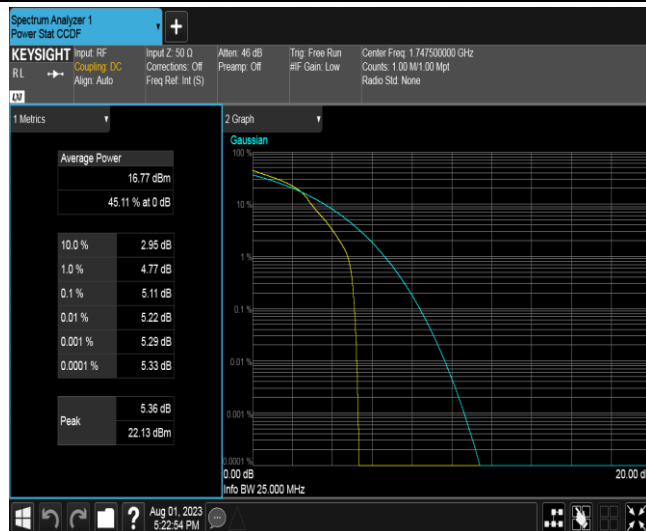 Spectrum Analyzer 1
Power Stat CCDF
KEYSIGHT
RL
LXI
Input: RF
Coupling: DC
Align: Auto
Input Z: 50 Ω
Corrections: Off
Freq Ref: Int (S)
Atten: 46 dB
Preamp: Off
Trig: Free Run
#IF Gain: Low
Center Freq: 1.747500000 GHz
Counts: 1.00 M/1.00 Mpt
Radio Std: None
1 Metrics
Average Power
16.77 dBm
45.11 % at 0 dB
10.0 % 2.95 dB
1.0 % 4.77 dB
0.1 % 5.11 dB
0.01 % 5.22 dB
0.001 % 5.29 dB
0.0001 % 5.33 dB
Peak
5.36 dB
22.13 dBm
2 Graph
Gaussian
100 %
10 %
1 %
0.1 %
0.01 %
0.001 %
0.0001 %
0.00 dB
20.00 d
Info BW 25.000 MHz
?
Aug 01, 2023
5:22:54 PM